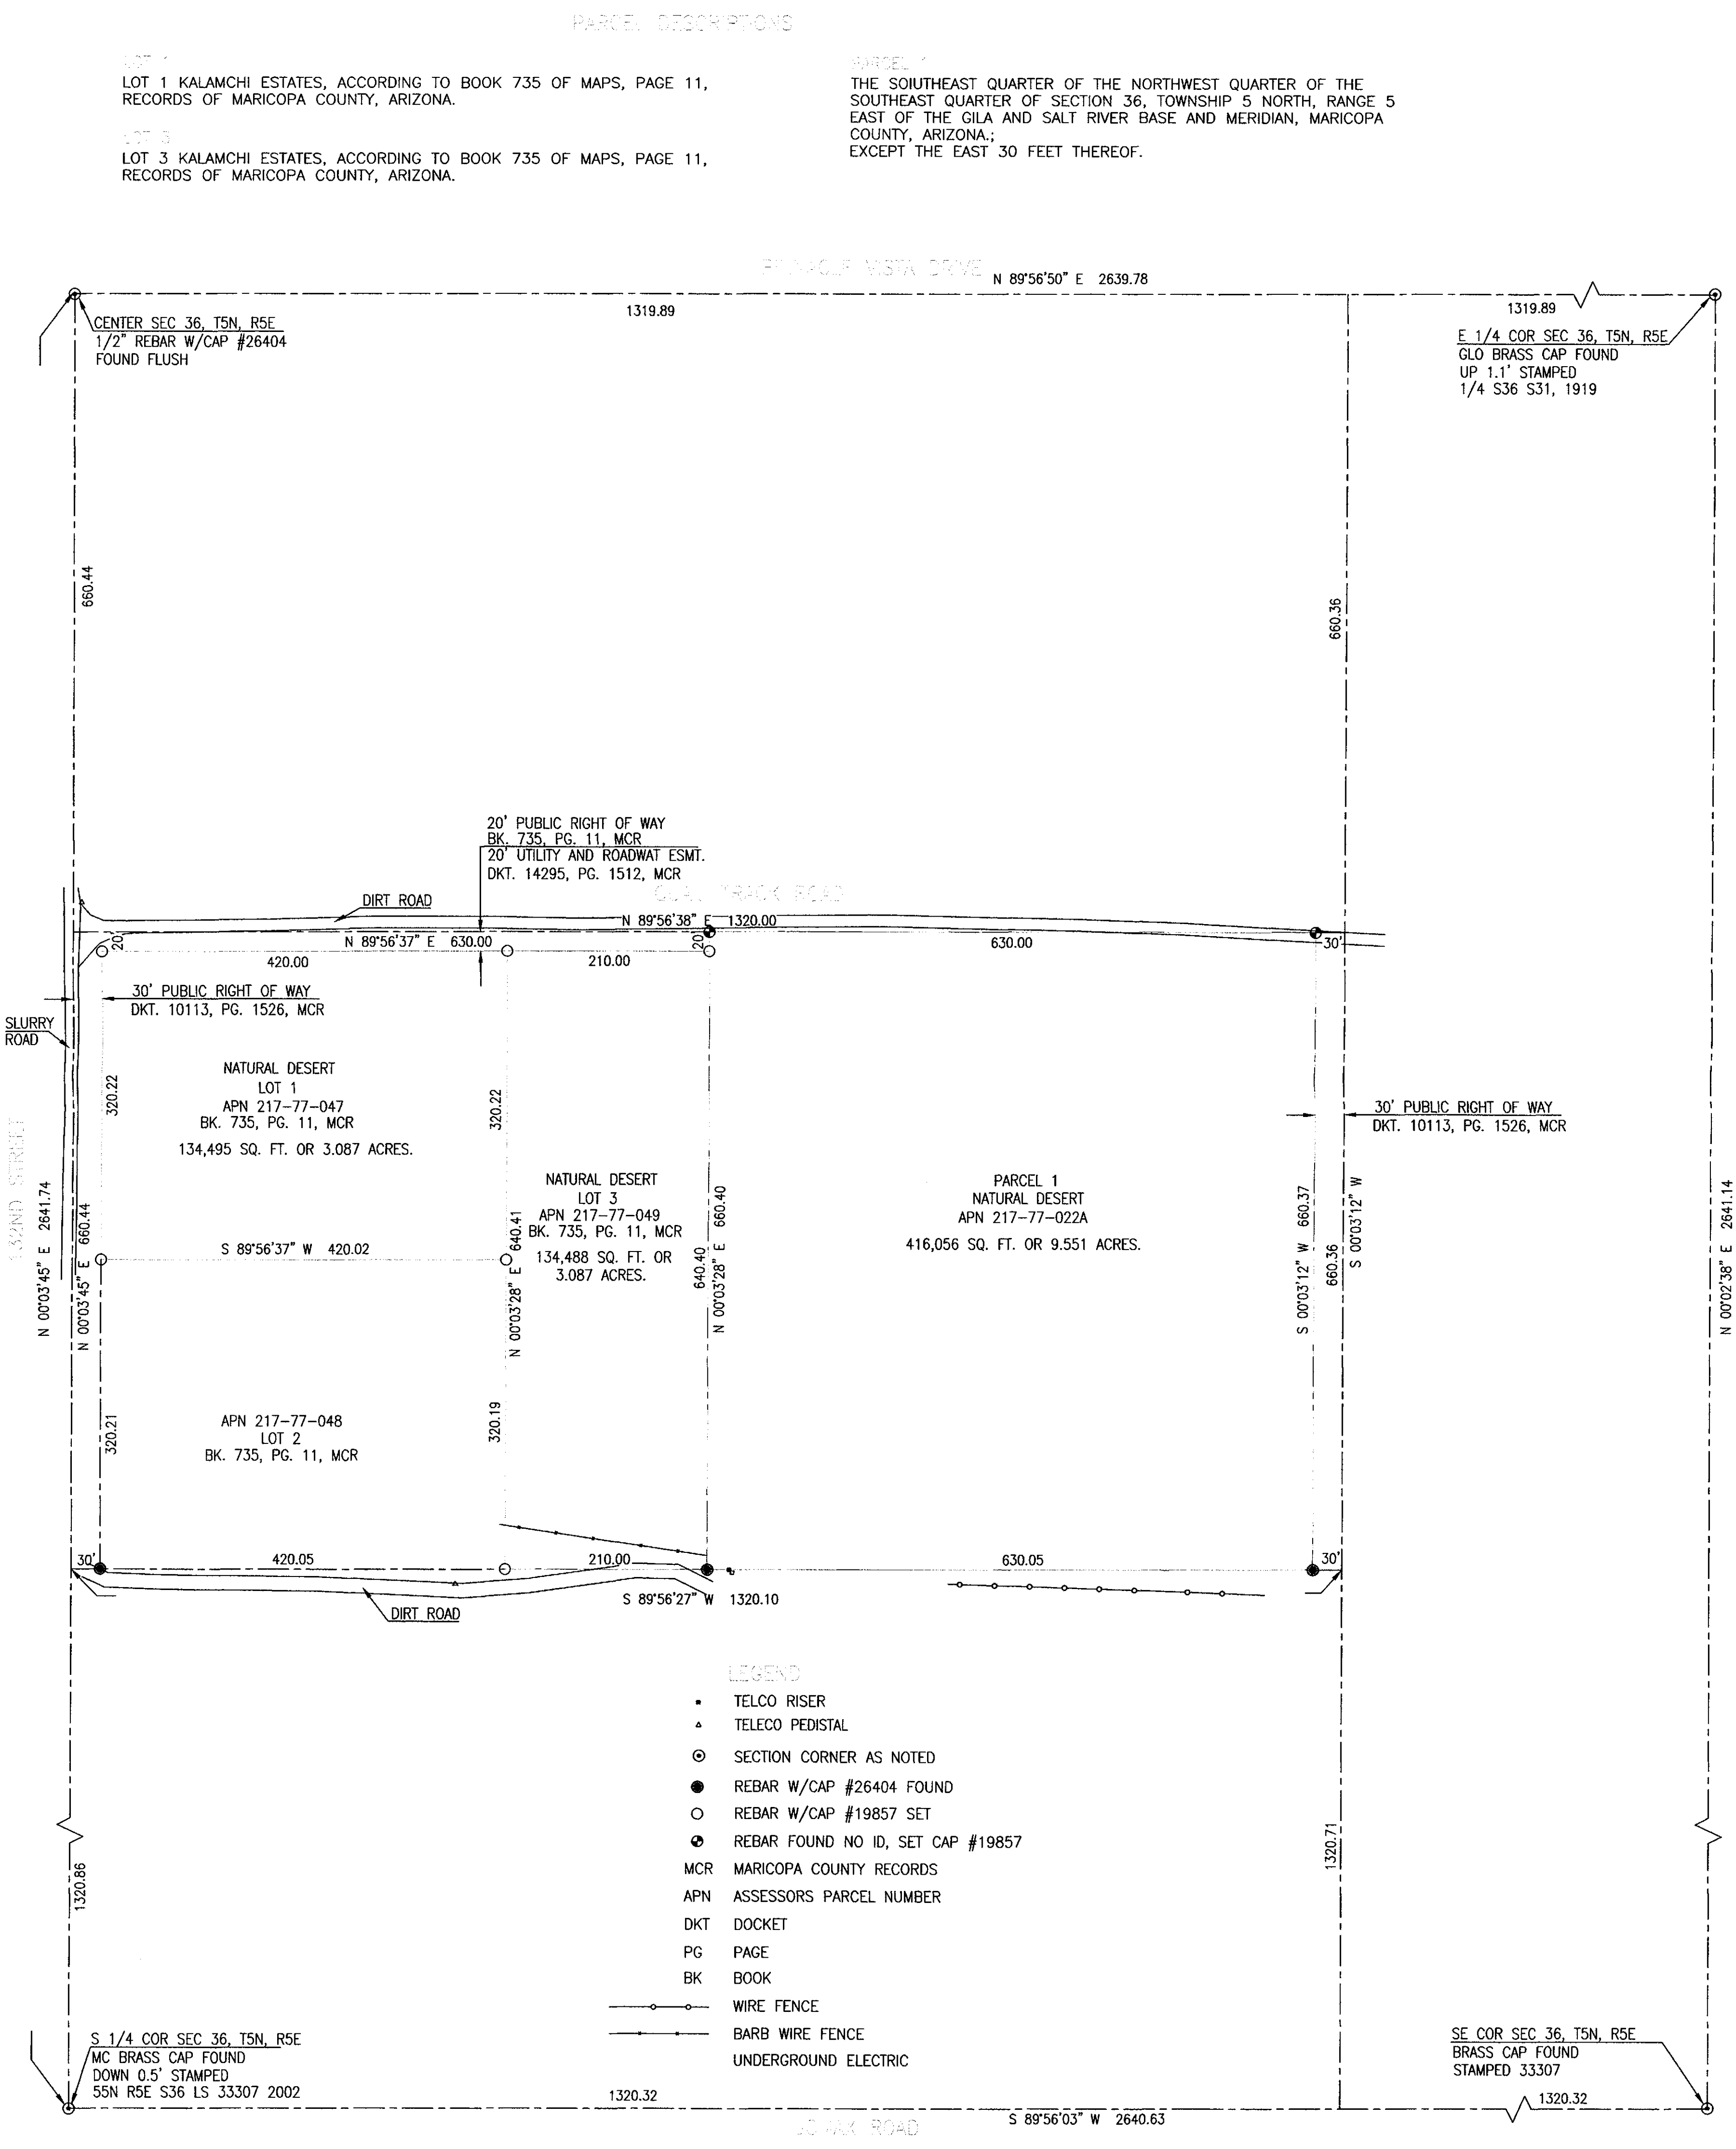 PARCEL DESCRIPTIONS
LOT 1
LOT 1 KALAMCHI ESTATES, ACCORDING TO BOOK 735 OF MAPS, PAGE 11,
RECORDS OF MARICOPA COUNTY, ARIZONA.
LOT 3
LOT 3 KALAMCHI ESTATES, ACCORDING TO BOOK 735 OF MAPS, PAGE 11,
RECORDS OF MARICOPA COUNTY, ARIZONA.
PARCEL 1
THE SOIUTHEAST QUARTER OF THE NORTHWEST QUARTER OF THE
SOUTHEAST QUARTER OF SECTION 36, TOWNSHIP 5 NORTH, RANGE 5
EAST OF THE GILA AND SALT RIVER BASE AND MERIDIAN, MARICOPA
COUNTY, ARIZONA.;
EXCEPT THE EAST 30 FEET THEREOF.
VISTA DRIVE
N 89°56'50" E 2639.78
1319.89
1319.89
CENTER SEC 36, T5N, R5E
1/2" REBAR W/CAP #26404
FOUND FLUSH
E 1/4 COR SEC 36, T5N, R5E
GLO BRASS CAP FOUND
UP 1.1' STAMPED
1/4 S36 S31, 1919
660.44
660.36
20' PUBLIC RIGHT OF WAY
BK. 735, PG. 11, MCR
20' UTILITY AND ROADWAT ESMT.
DKT. 14295, PG. 1512, MCR
TRACK ROAD
DIRT ROAD
N 89°56'38" E 1320.00
N 89°56'37" E 630.00
20'
20'
420.00
210.00
630.00
30'
30' PUBLIC RIGHT OF WAY
DKT. 10113, PG. 1526, MCR
SLURRY
ROAD
132ND STREET
N 00°03'45" E 2641.74
N 00°03'45" E 660.44
320.22
NATURAL DESERT
LOT 1
APN 217-77-047
BK. 735, PG. 11, MCR
134,495 SQ. FT. OR 3.087 ACRES.
320.22
NATURAL DESERT
LOT 3
APN 217-77-049
BK. 735, PG. 11, MCR
134,488 SQ. FT. OR
3.087 ACRES.
N 00°03'28" E 640.41
640.40
N 00°03'28" E 660.40
PARCEL 1
NATURAL DESERT
APN 217-77-022A
416,056 SQ. FT. OR 9.551 ACRES.
S 00°03'12" W 660.37
660.36
S 00°03'12" W
30' PUBLIC RIGHT OF WAY
DKT. 10113, PG. 1526, MCR
N 00°02'38" E 2641.14
S 89°56'37" W 420.02
320.21
320.19
APN 217-77-048
LOT 2
BK. 735, PG. 11, MCR
30'
420.05
210.00
630.05
30'
S 89°56'27" W 1320.10
DIRT ROAD
LEGEND
TELCO RISER
TELECO PEDISTAL
SECTION CORNER AS NOTED
REBAR W/CAP #26404 FOUND
REBAR W/CAP #19857 SET
REBAR FOUND NO ID, SET CAP #19857
MCR MARICOPA COUNTY RECORDS
APN ASSESSORS PARCEL NUMBER
DKT DOCKET
PG PAGE
BK BOOK
WIRE FENCE
BARB WIRE FENCE
UNDERGROUND ELECTRIC
1320.86
1320.71
S 1/4 COR SEC 36, T5N, R5E
MC BRASS CAP FOUND
DOWN 0.5' STAMPED
55N R5E S36 LS 33307 2002
SE COR SEC 36, T5N, R5E
BRASS CAP FOUND
STAMPED 33307
1320.32
1320.32
S 89°56'03" W 2640.63
ROAD